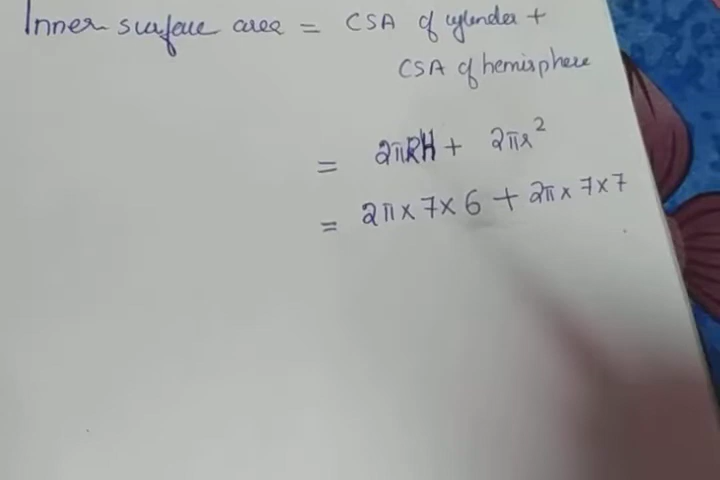 Inner surface area = CSA of cylinder +
CSA of hemisphere
= 2πRH + 2πr²
= 2π × 7 × 6 + 2π × 7 × 7